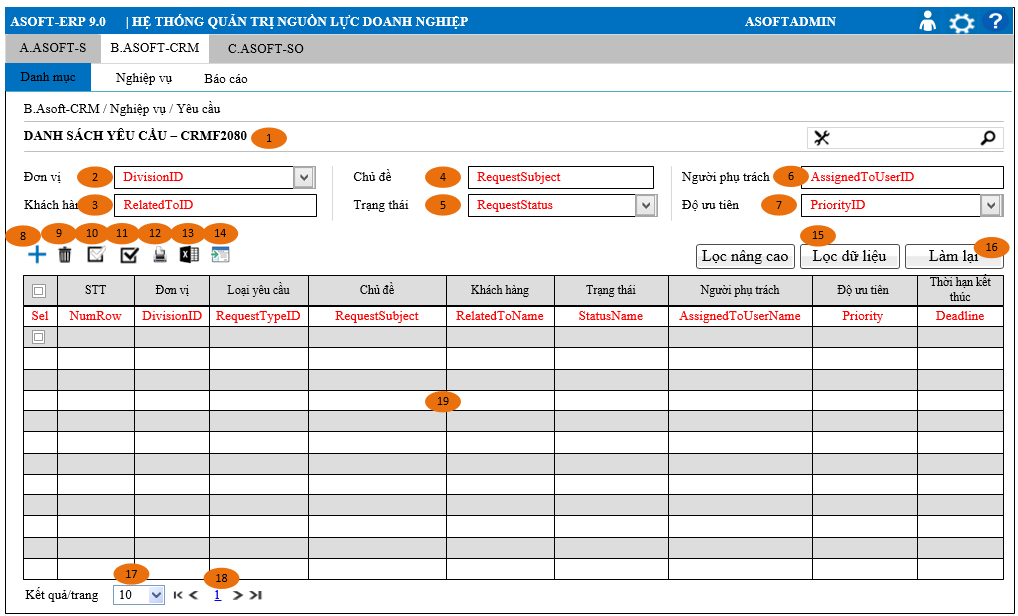 ASOFT-ERP 9.0 | HỆ THỐNG QUẢN TRỊ NGUỒN LỰC DOANH NGHIỆP ASOFTADMIN ?
A.ASOFT-S B.ASOFT-CRM C.ASOFT-SO
Danh mục Nghiệp vụ Báo cáo
B.Asoft-CRM / Nghiệp vụ / Yêu cầu
DANH SÁCH YÊU CẦU – CRMF2080 1
Đơn vị 2 DivisionID Chủ đề 4 RequestSubject Người phụ trách 6 AssignedToUserID
Khách hàn 3 RelatedToID Trạng thái 5 RequestStatus Độ ưu tiên 7 PriorityID
8 9 10 11 12 13 14 15 16
Lọc nâng cao Lọc dữ liệu Làm lại
STT Đơn vị Loại yêu cầu Chủ đề Khách hàng Trạng thái Người phụ trách Độ ưu tiên Thời hạn kết
thúc
Sel NumRow DivisionID RequestTypeID RequestSubject RelatedToName StatusName AssignedToUserName Priority Deadline
19
17 18
Kết quả/trang 10 1